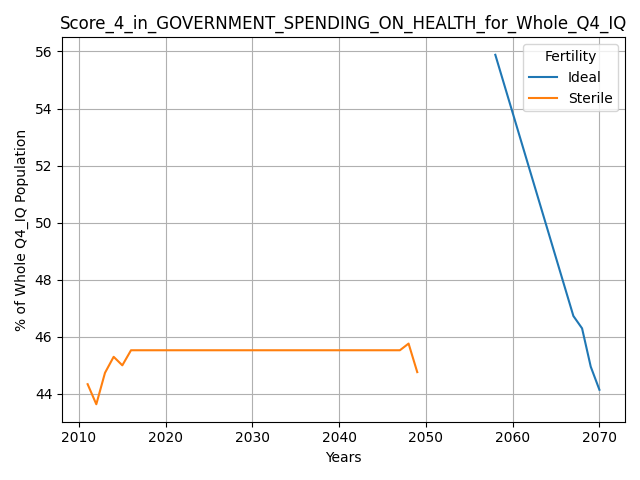 Score_4_in_GOVERNMENT_SPENDING_ON_HEALTH_for_Whole_Q4_IQ
Fertility
Ideal
Sterile
% of Whole Q4_IQ Population
56
54
52
50
48
46
44
2010 2020 2030 2040 2050 2060 2070
Years